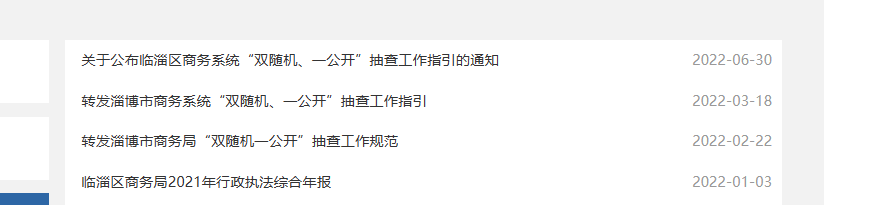 关于公布临淄区商务系统“双随机、一公开”抽查工作指引的通知 2022-06-30
转发淄博市商务系统“双随机、一公开”抽查工作指引 2022-03-18
转发淄博市商务局“双随机一公开”抽查工作规范 2022-02-22
临淄区商务局2021年行政执法综合年报 2022-01-03